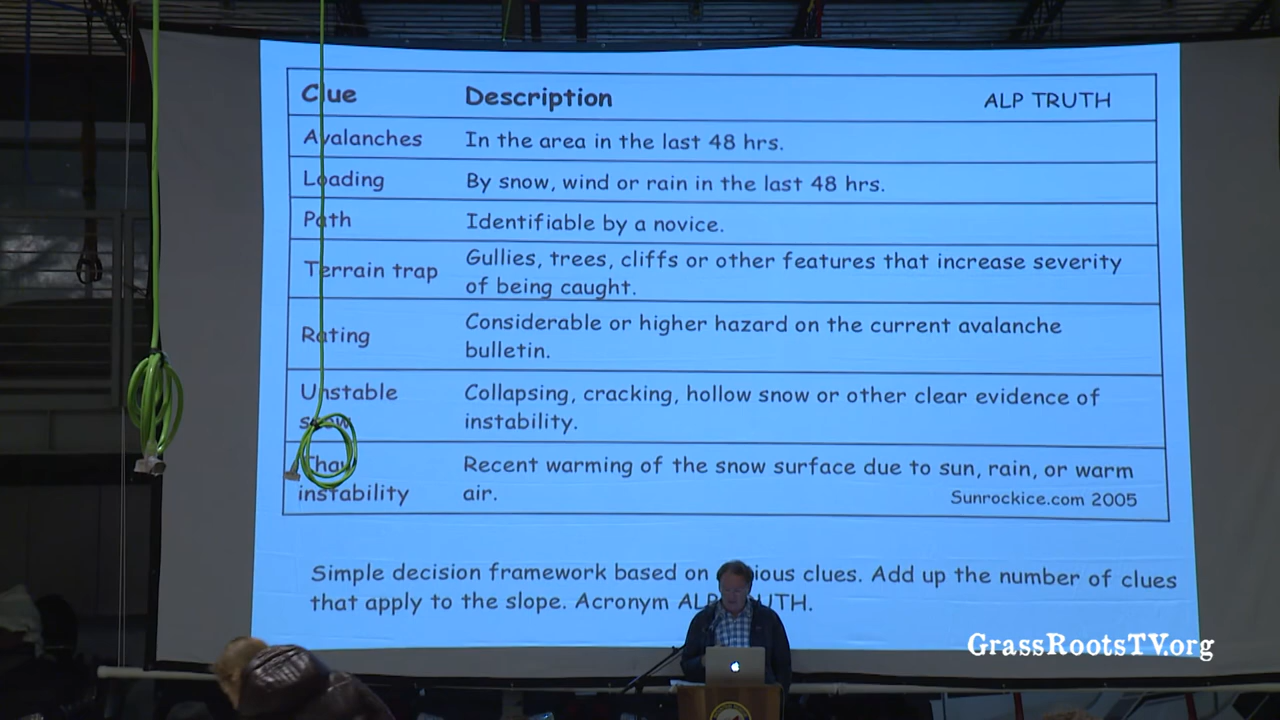 Clue Description ALP TRUTH
Avalanches In the area in the last 48 hrs.
Loading By snow, wind or rain in the last 48 hrs.
Path Identifiable by a novice.
Terrain trap Gullies, trees, cliffs or other features that increase severity
of being caught.
Rating Considerable or higher hazard on the current avalanche
bulletin.
Unstable snow Collapsing, cracking, hollow snow or other clear evidence of
instability.
Thaw instability Recent warming of the snow surface due to sun, rain, or warm
air.
Sunrockice.com 2005
Simple decision framework based on obvious clues. Add up the number of clues
that apply to the slope. Acronym ALP TRUTH.
GrassRootsTV.org